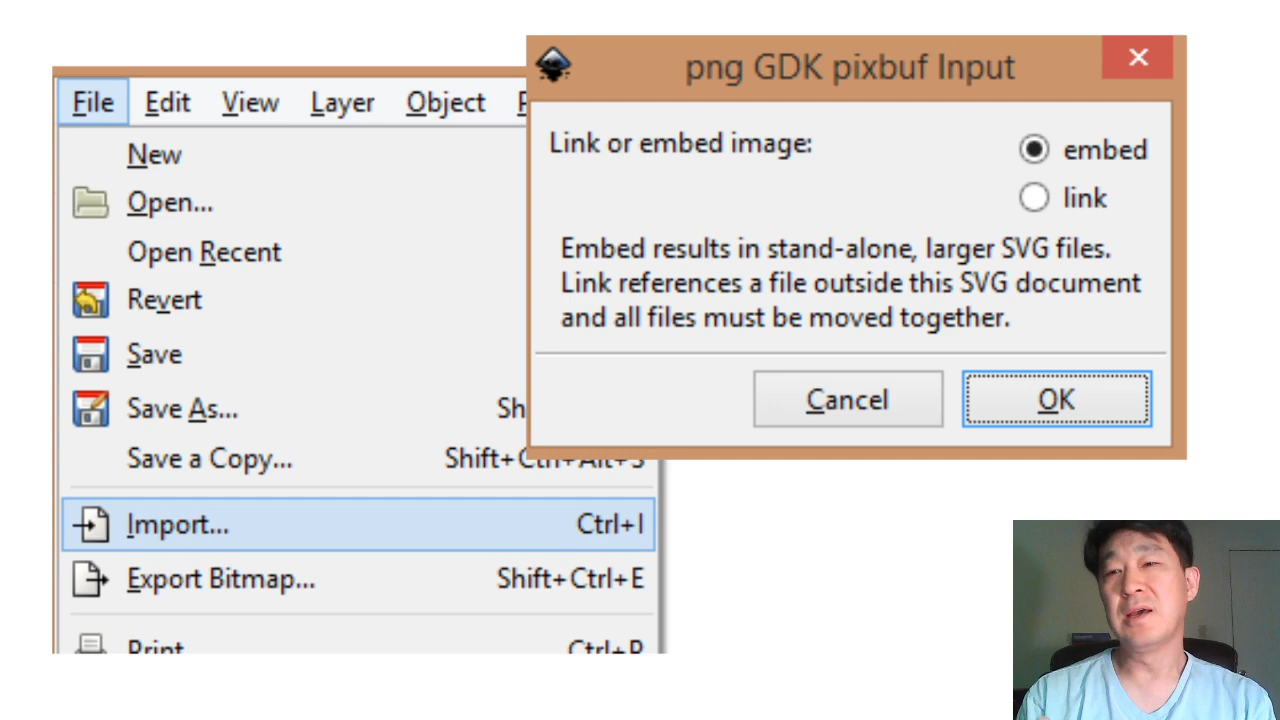 File Edit View Layer Object
New
Open...
Open Recent
Revert
Save
Save As...
Save a Copy...
Import... Ctrl+I
Export Bitmap... Shift+Ctrl+E
Print
png GDK pixbuf Input
Link or embed image:
embed
link
Embed results in stand-alone, larger SVG files.
Link references a file outside this SVG document
and all files must be moved together.
Cancel OK